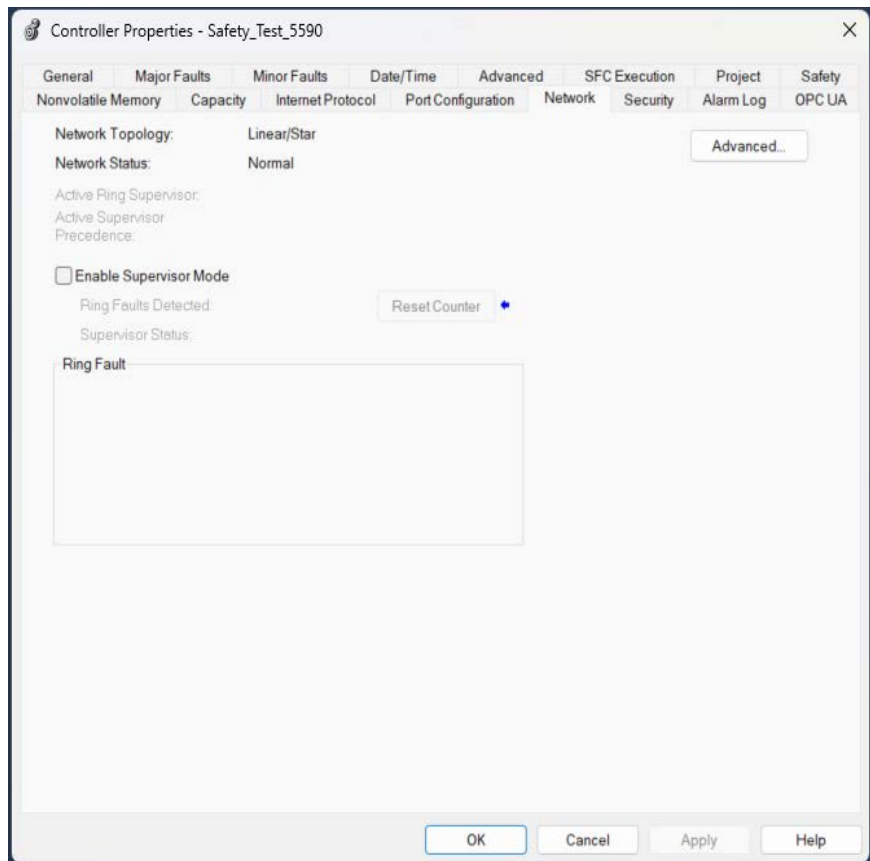 Controller Properties - Safety_Test_5590
General Major Faults Minor Faults Date/Time Advanced SFC Execution Project Safety
Nonvolatile Memory Capacity Internet Protocol Port Configuration Network Security Alarm Log OPC UA
Network Topology: Linear/Star
Advanced...
Network Status: Normal
Active Ring Supervisor:
Active Supervisor
Precedence:
Enable Supervisor Mode
Ring Faults Detected: Reset Counter
Supervisor Status:
Ring Fault
OK Cancel Apply Help